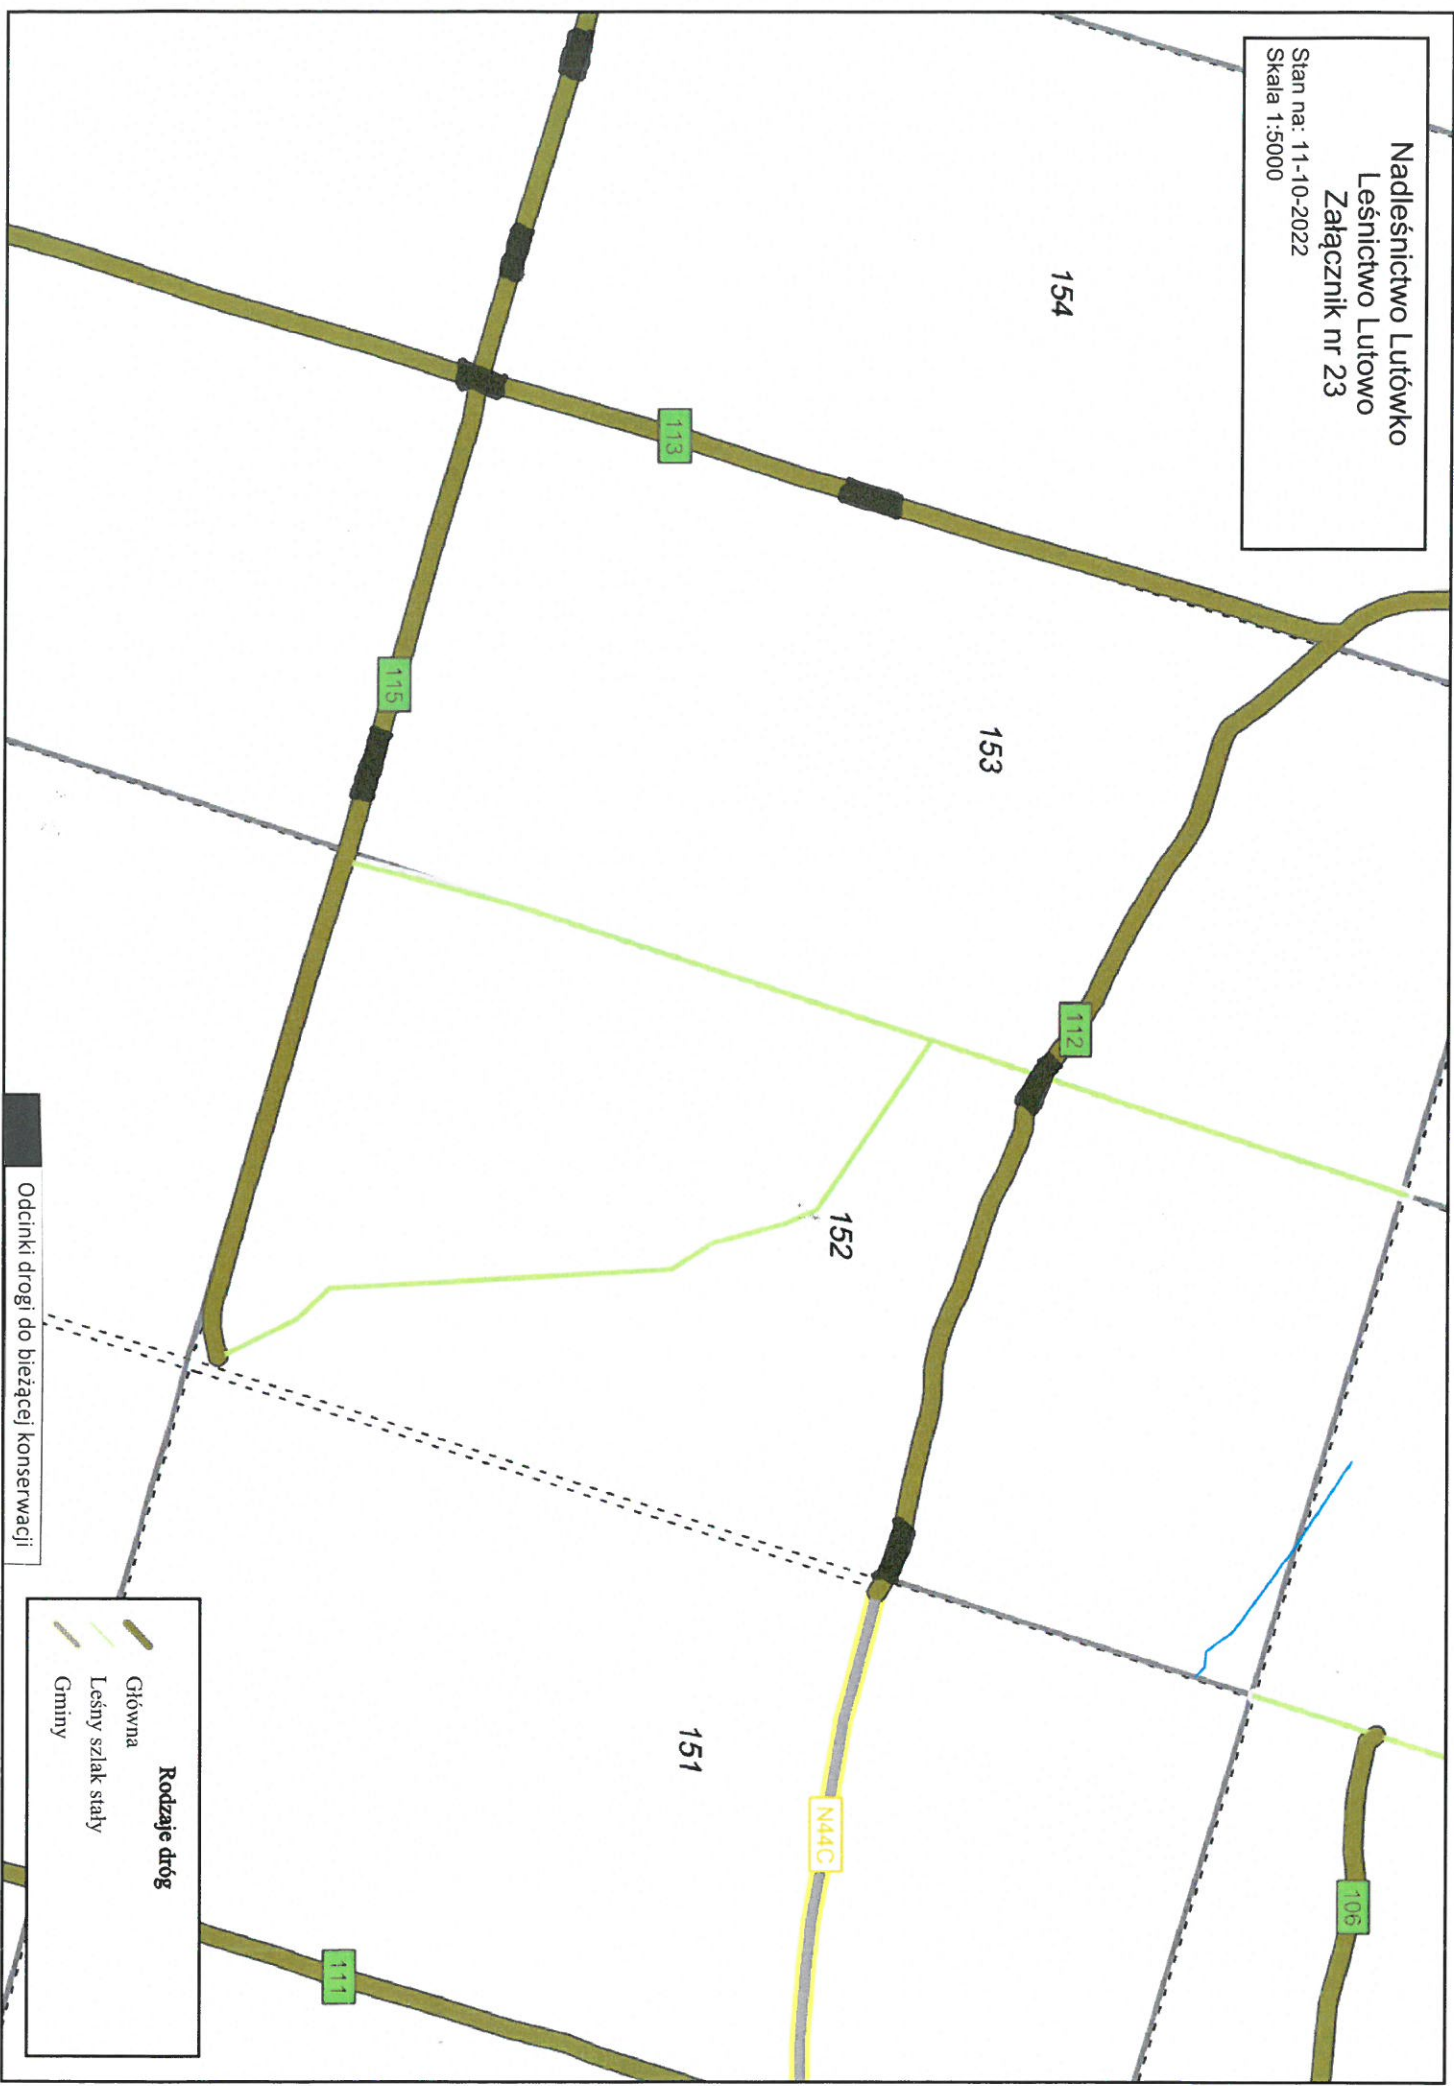 Nadleśnictwo Lutówko
Leśnictwo Lutowo
Załącznik nr 23
Stan na: 11-10-2022
Skala 1:5000
154
153
152
151
113
115
112
106
111
N44C
Odcinki drogi do bieżącej konserwacji
Rodzaje dróg
Główna
Leśny szlak stały
Gminy